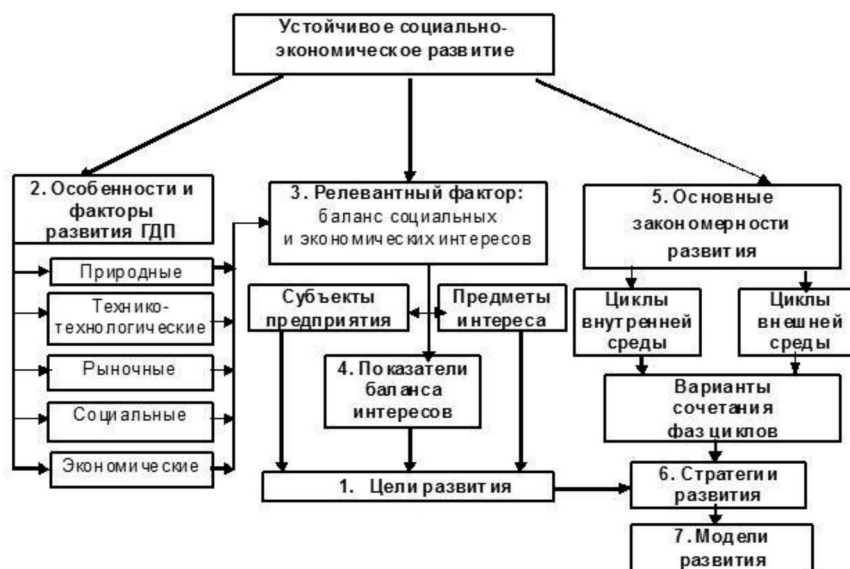 Устойчивое социально-
экономическое развитие
2. Особенности и
факторы
развития ГДП
Природные
Технико-
технологические
Рыночные
Социальные
Экономические
3. Релевантный фактор:
баланс социальных
и экономических интересов
Субъекты
предприятия
Предметы
интереса
4. Показатели
баланса
интересов
1. Цели развития
5. Основные
закономерности
развития
Циклы
внутренней
среды
Циклы
внешней
среды
Варианты
сочетания
фаз циклов
6. Стратегии
развития
7. Модели
развития